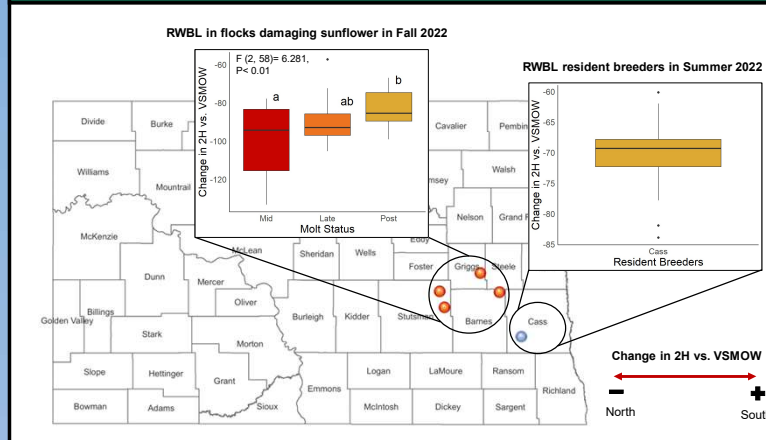 RWBL in flocks damaging sunflower in Fall 2022
F (2, 58)= 6.281,
P< 0.01
a
ab
b
-60
-80
-100
-120
Change in 2H vs. VSMOW
Mid
Late
Post
Molt Status
RWBL resident breeders in Summer 2022
-60
-65
-70
-75
-80
-85
Change in 2H vs. VSMOW
Cass
Resident Breeders
Divide
Burke
Cavalier
Pembin
Williams
Mountrail
msey
Walsh
Nelson
Grand F
McKenzie
McLean
Sheridan
Wells
Eddy
Foster
Griggs
Steele
Dunn
Mercer
Oliver
Golden Valley
Billings
Burleigh
Kidder
Stutsman
Barnes
Cass
Stark
Morton
Slope
Hettinger
Grant
Emmons
Logan
LaMoure
Ransom
Richland
Bowman
Adams
Sioux
McIntosh
Dickey
Sargent
Change in 2H vs. VSMOW
North
Sout